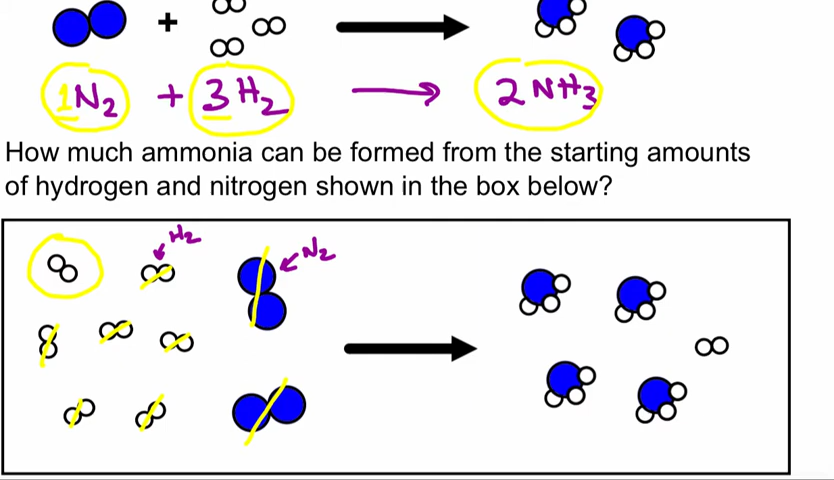 +
1N₂ + 3H₂ → 2NH₃
How much ammonia can be formed from the starting amounts
of hydrogen and nitrogen shown in the box below?
H₂
N₂